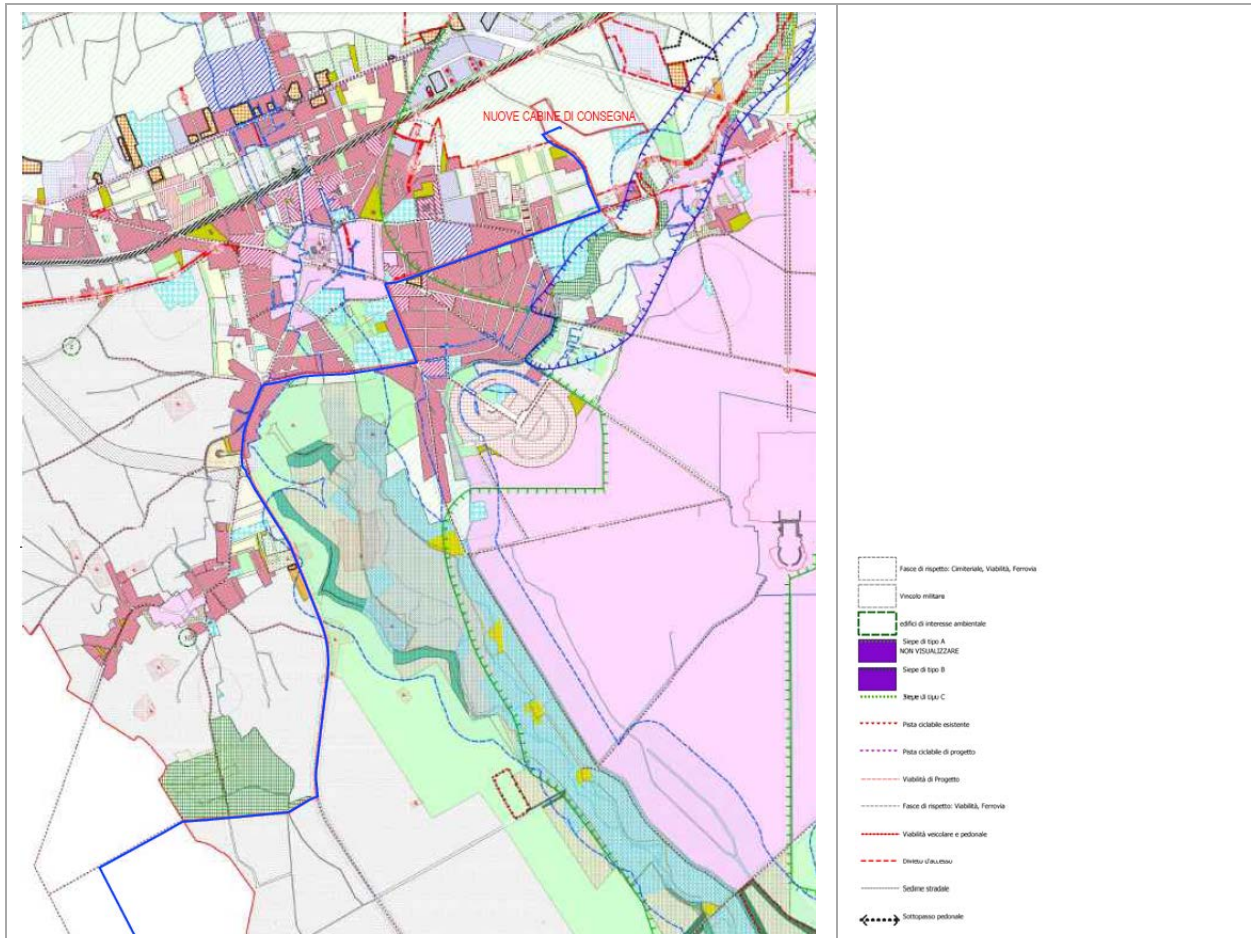 NUOVE CABINE DI CONSEGNA
Fasce di rispetto: Cimiteriale, Viabilità, Ferrovia
Vincolo militare
edifici di interesse ambientale
Siepe di tipo A
NON VISUALIZZARE
Siepe di tipo B
Siepe di tipo C
Pista ciclabile esistente
Pista ciclabile di progetto
Viabilità di Progetto
Fasce di rispetto: Viabilità, Ferrovia
Viabilità veicolare e pedonale
Divieto d'accesso
Sedime stradale
Sottopasso pedonale